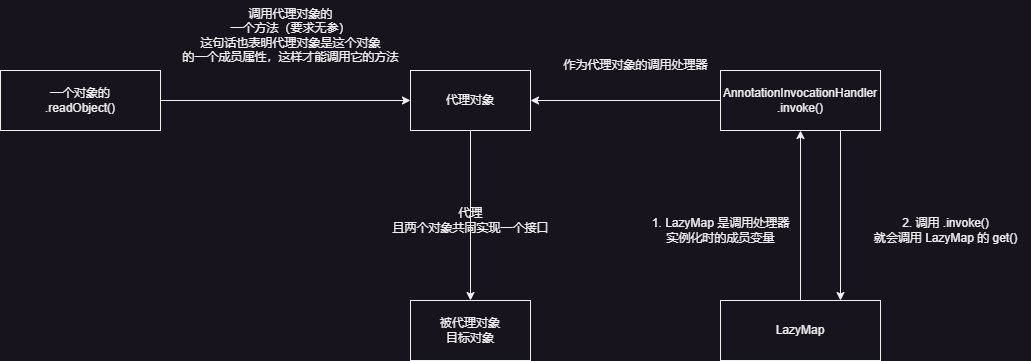 调用代理对象的
一个方法（要求无参）
这句话也表明代理对象是这个对象
的一个成员属性，这样才能调用它的方法
作为代理对象的调用处理器
一个对象的
.readObject()
代理对象
AnnotationInvocationHandler
.invoke()
代理
且两个对象共同实现一个接口
1. LazyMap 是调用处理器
实例化时的成员变量
2. 调用 .invoke()
就会调用 LazyMap 的 get()
被代理对象
目标对象
LazyMap